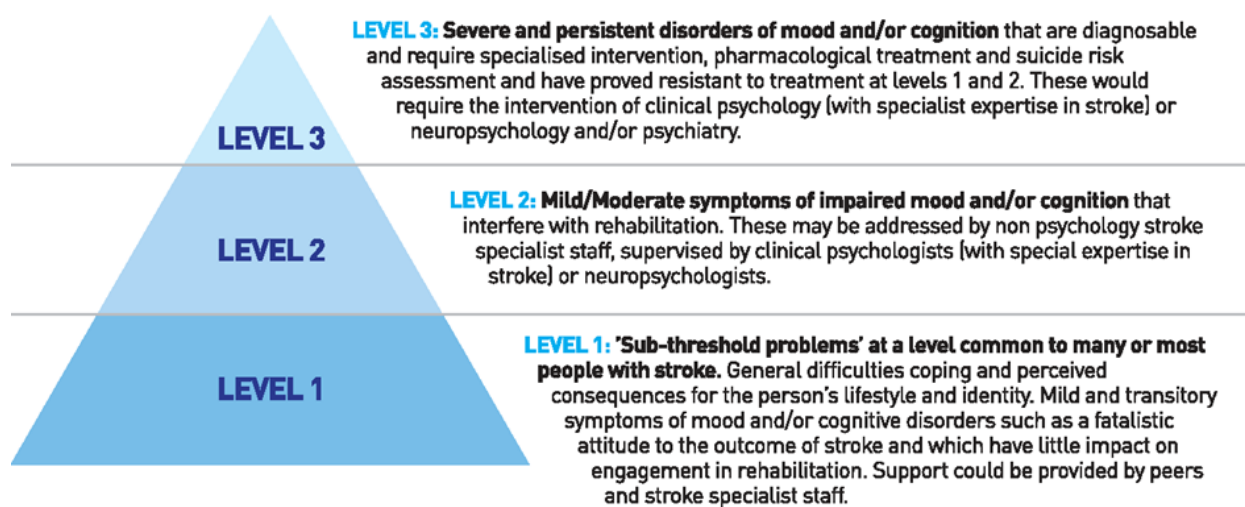 LEVEL 3: Severe and persistent disorders of mood and/or cognition that are diagnosable
and require specialised intervention, pharmacological treatment and suicide risk
assessment and have proved resistant to treatment at levels 1 and 2. These would
require the intervention of clinical psychology (with specialist expertise in stroke) or
neuropsychology and/or psychiatry.
LEVEL 3
LEVEL 2: Mild/Moderate symptoms of impaired mood and/or cognition that
interfere with rehabilitation. These may be addressed by non psychology stroke
specialist staff, supervised by clinical psychologists (with special expertise in
stroke) or neuropsychologists.
LEVEL 2
LEVEL 1: 'Sub-threshold problems' at a level common to many or most
people with stroke. General difficulties coping and perceived
consequences for the person's lifestyle and identity. Mild and transitory
symptoms of mood and/or cognitive disorders such as a fatalistic
attitude to the outcome of stroke and which have little impact on
engagement in rehabilitation. Support could be provided by peers
and stroke specialist staff.
LEVEL 1